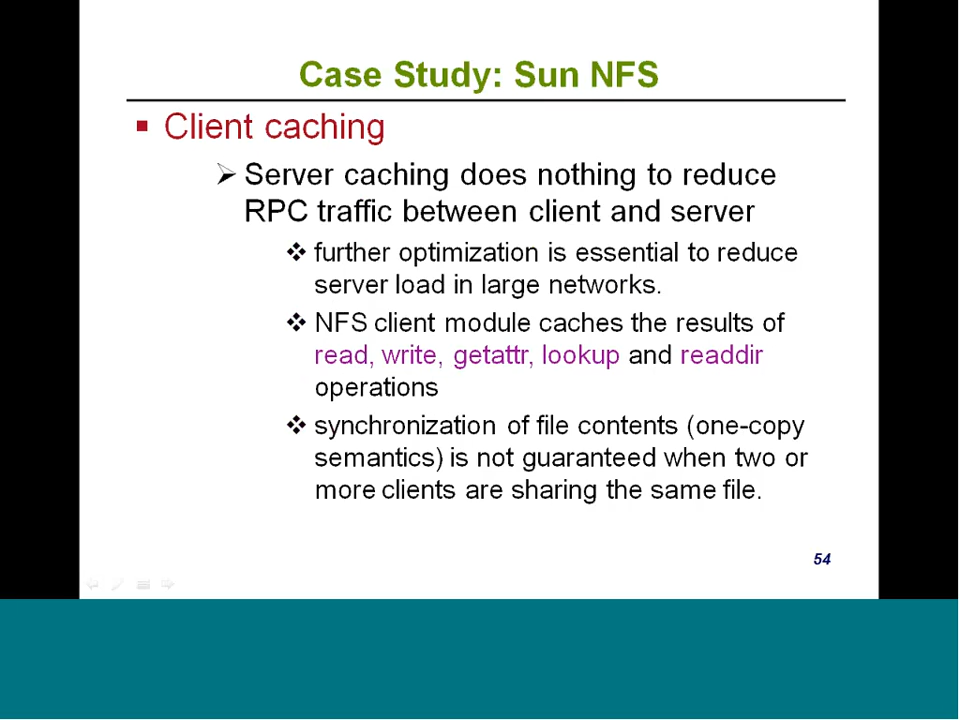 Case Study: Sun NFS
Client caching
Server caching does nothing to reduce
RPC traffic between client and server
further optimization is essential to reduce
server load in large networks.
NFS client module caches the results of
read, write, getattr, lookup and readdir
operations
synchronization of file contents (one-copy
semantics) is not guaranteed when two or
more clients are sharing the same file.
54